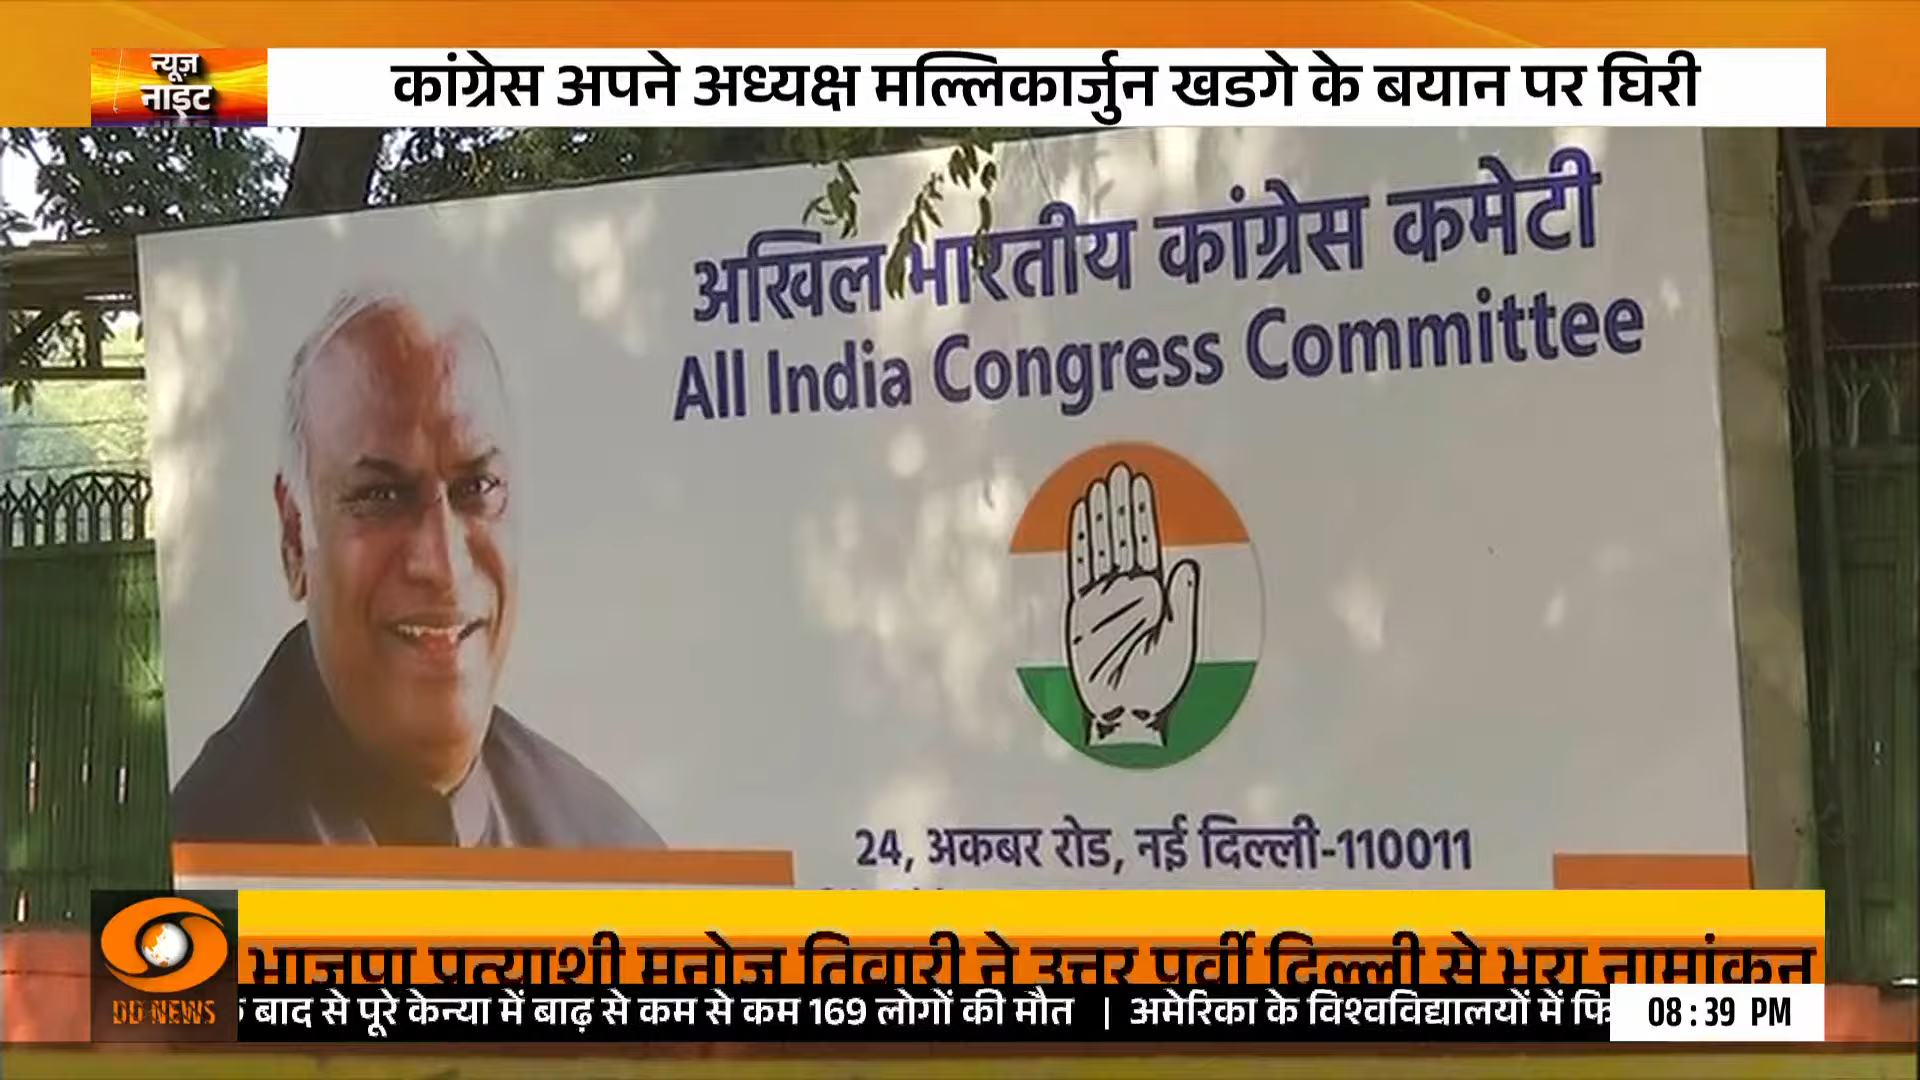 न्यूज़
नाइट
कांग्रेस अपने अध्यक्ष मल्लिकार्जुन खडगे के बयान पर घिरी
अखिल भारतीय कांग्रेस कमेटी
All India Congress Committee
24, अकबर रोड, नई दिल्ली-110011
भाजपा प्रत्याशी मनोज तिवारी ने उत्तर पूर्वी दिल्ली से भरा नामांकन
DD NEWS
बाद से पूरे केन्या में बाढ़ से कम से कम 169 लोगों की मौत | अमेरिका के विश्वविद्यालयों में
08:39 PM